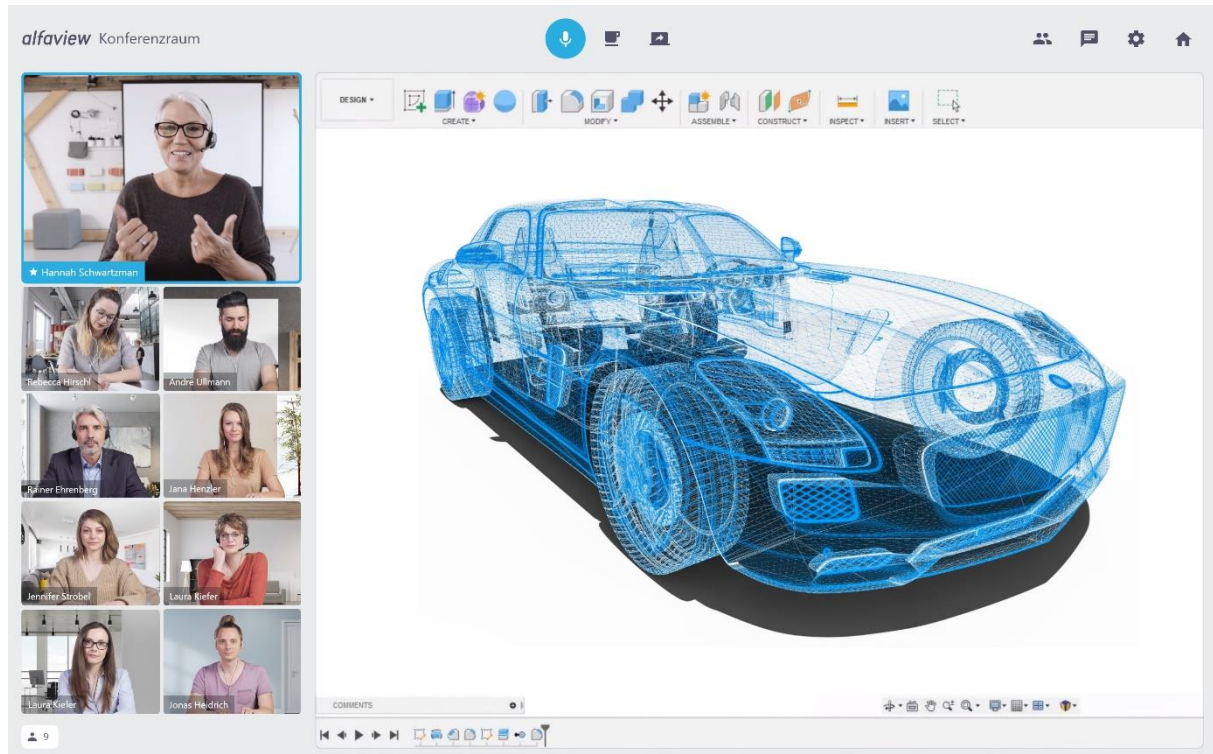 alfaview Konferenzraum
Hannah Schwartzman
Rebecca Hirschl
Andre Ullmann
Rainer Ehrenberg
Jana Henzler
Jennifer Strobel
Laura Kiefer
Laura Kiefer
Jonas Heidrich
9
DESIGN
CREATE
MODIFY
ASSEMBLE
CONSTRUCT
INSPECT
INSERT
SELECT
COMMENTS